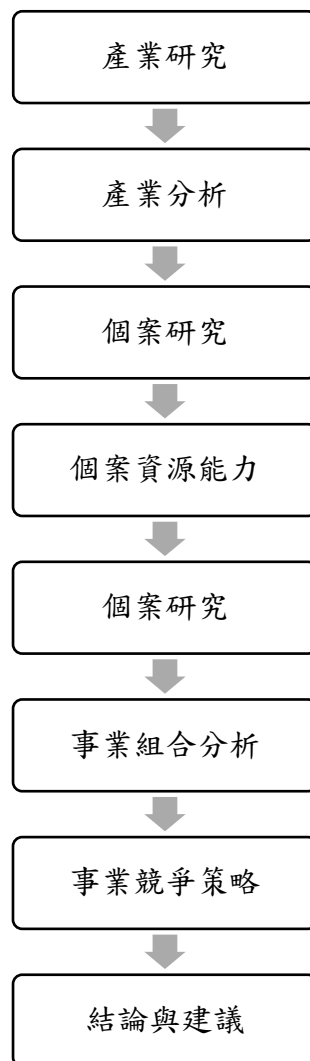 產業研究
產業分析
個案研究
個案資源能力
個案研究
事業組合分析
事業競爭策略
結論與建議